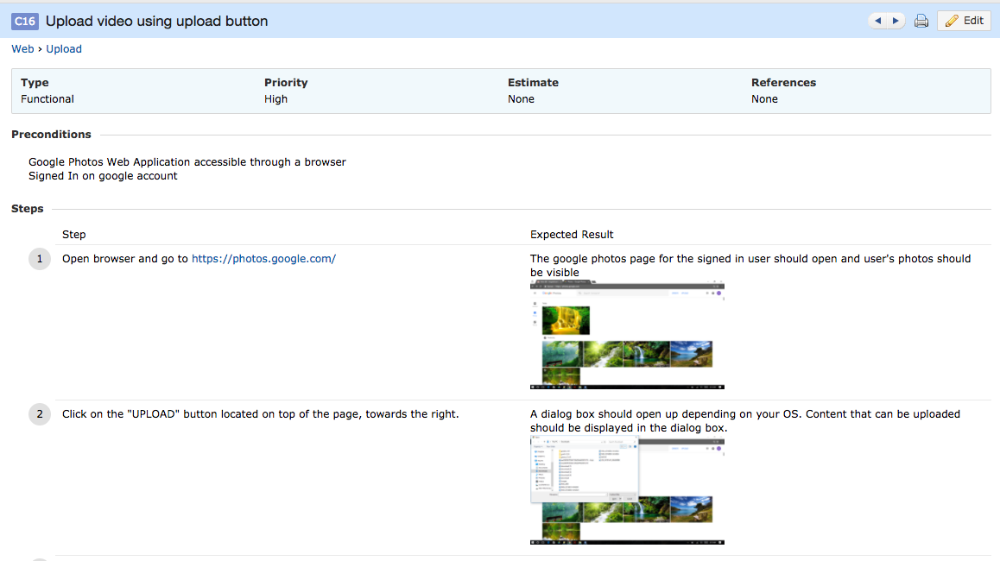 C16 Upload video using upload button
Edit
Web › Upload
Type Priority Estimate References
Functional High None None
Preconditions
Google Photos Web Application accessible through a browser
Signed In on google account
Steps
Step Expected Result
1 Open browser and go to https://photos.google.com/ The google photos page for the signed in user should open and user's photos should
be visible
2 Click on the "UPLOAD" button located on top of the page, towards the right. A dialog box should open up depending on your OS. Content that can be uploaded
should be displayed in the dialog box.